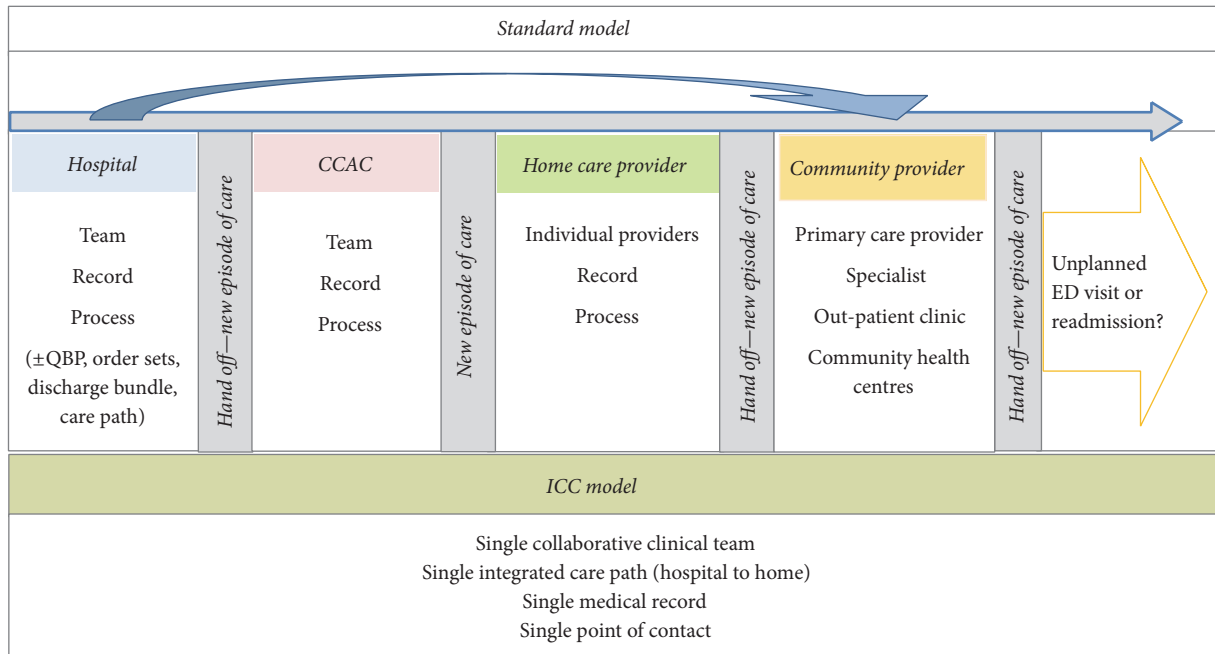 Standard model
Hospital
Team
Record
Process
(±QBP, order sets,
discharge bundle,
care path)
Hand off—new episode of care
CCAC
Team
Record
Process
New episode of care
Home care provider
Individual providers
Record
Process
Hand off—new episode of care
Community provider
Primary care provider
Specialist
Out-patient clinic
Community health
centres
Hand off—new episode of care
Unplanned
ED visit or
readmission?
ICC model
Single collaborative clinical team
Single integrated care path (hospital to home)
Single medical record
Single point of contact